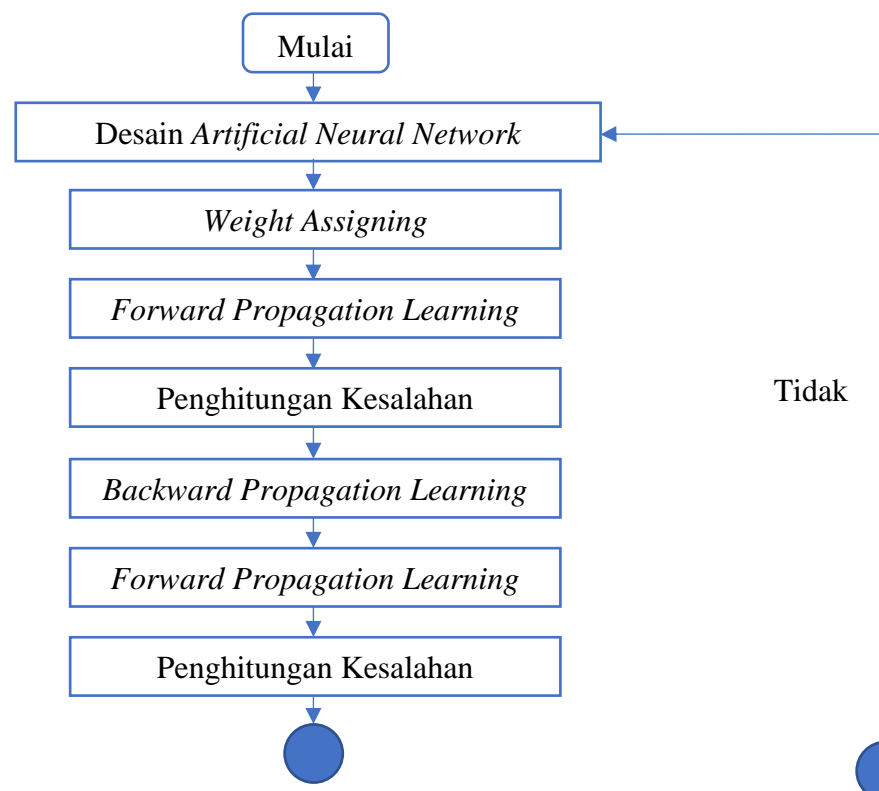 Mulai
Desain Artificial Neural Network
Weight Assigning
Forward Propagation Learning
Penghitungan Kesalahan
Tidak
Backward Propagation Learning
Forward Propagation Learning
Penghitungan Kesalahan